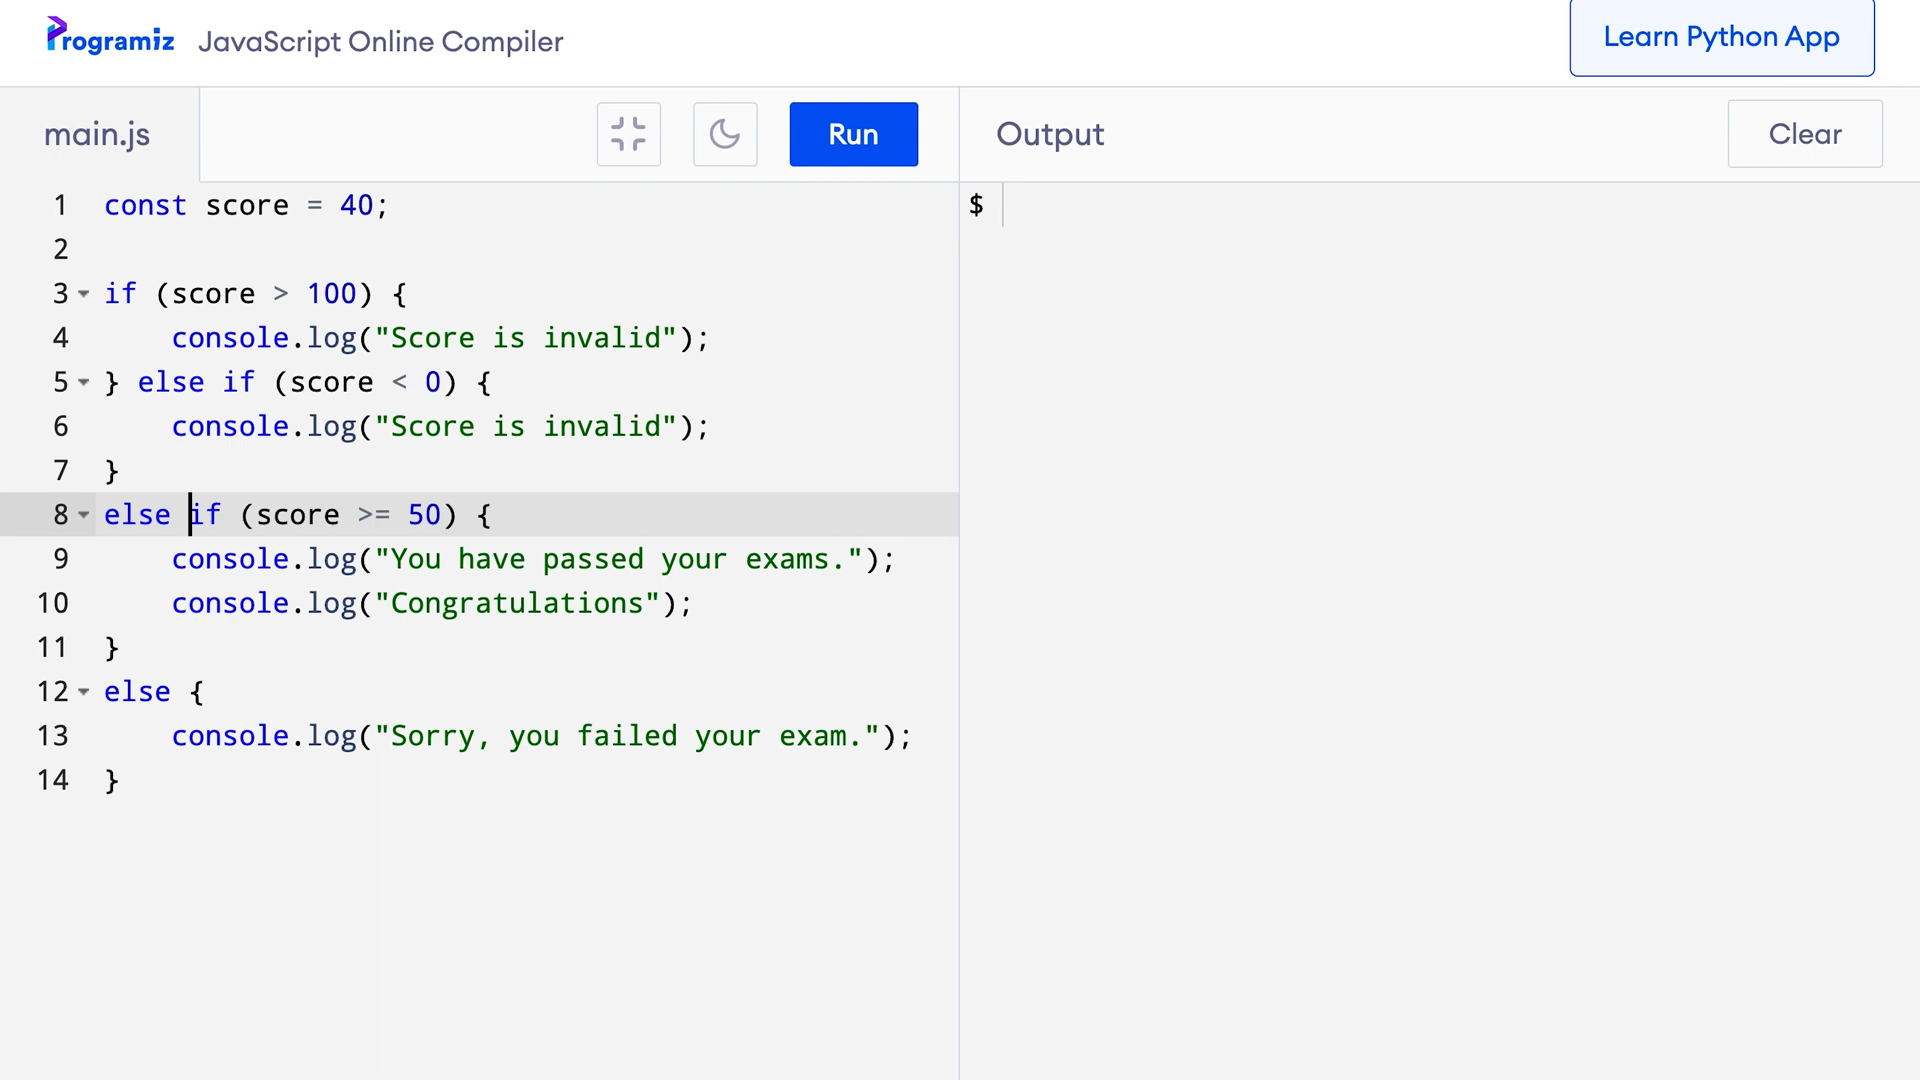 Programiz JavaScript Online Compiler
Learn Python App
main.js
Run
Output
Clear
1 const score = 40;
2
3 if (score > 100) {
4     console.log("Score is invalid");
5 } else if (score < 0) {
6     console.log("Score is invalid");
7 }
8 else if (score >= 50) {
9     console.log("You have passed your exams.");
10     console.log("Congratulations");
11 }
12 else {
13     console.log("Sorry, you failed your exam.");
14 }
$